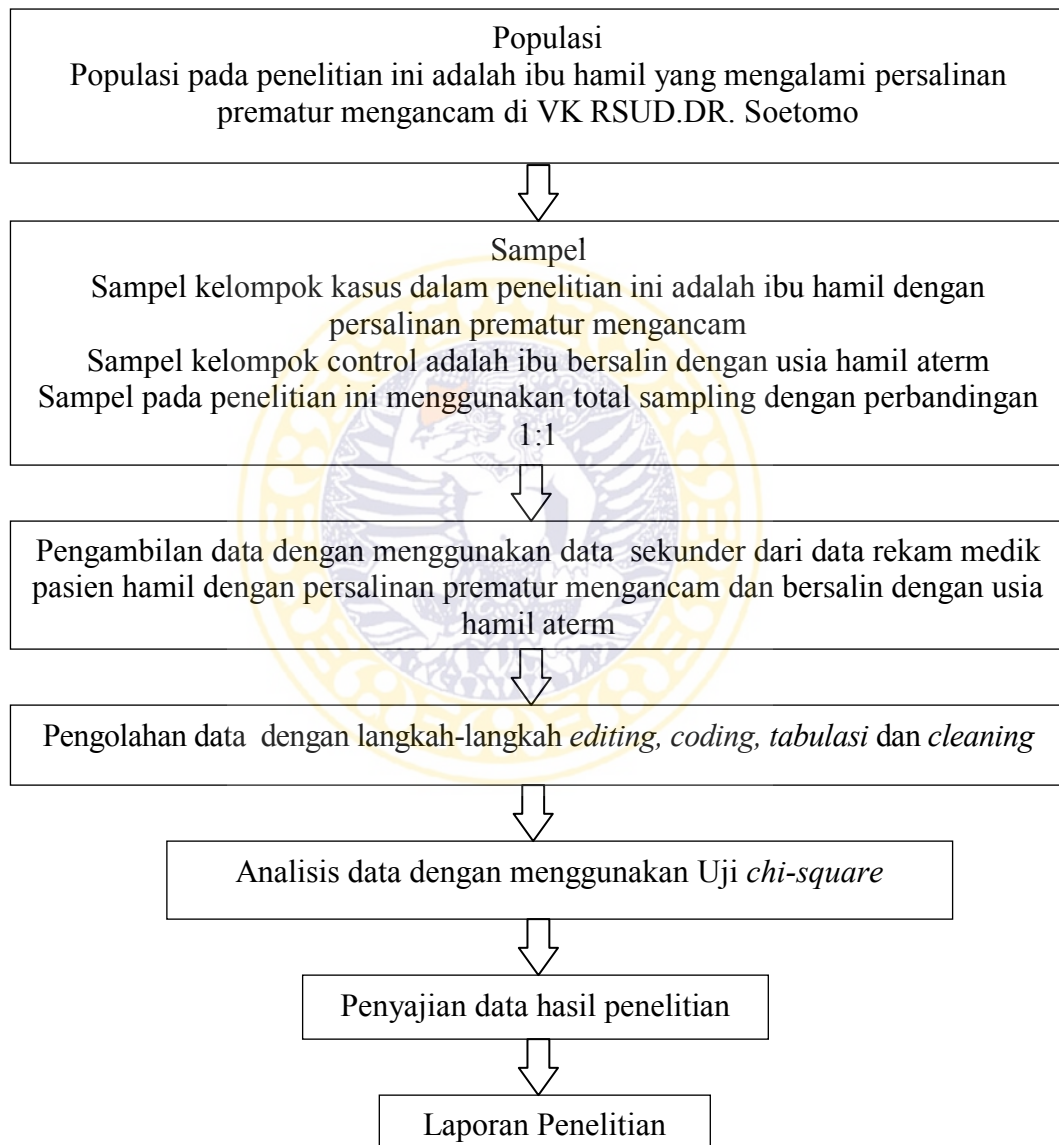 Populasi
Populasi pada penelitian ini adalah ibu hamil yang mengalami persalinan
prematur mengancam di VK RSUD.DR. Soetomo
Sampel
Sampel kelompok kasus dalam penelitian ini adalah ibu hamil dengan
persalinan prematur mengancam
Sampel kelompok control adalah ibu bersalin dengan usia hamil aterm
Sampel pada penelitian ini menggunakan total sampling dengan perbandingan
1:1
Pengambilan data dengan menggunakan data sekunder dari data rekam medik
pasien hamil dengan persalinan prematur mengancam dan bersalin dengan usia
hamil aterm
Pengolahan data dengan langkah-langkah editing, coding, tabulasi dan cleaning
Analisis data dengan menggunakan Uji chi-square
Penyajian data hasil penelitian
Laporan Penelitian